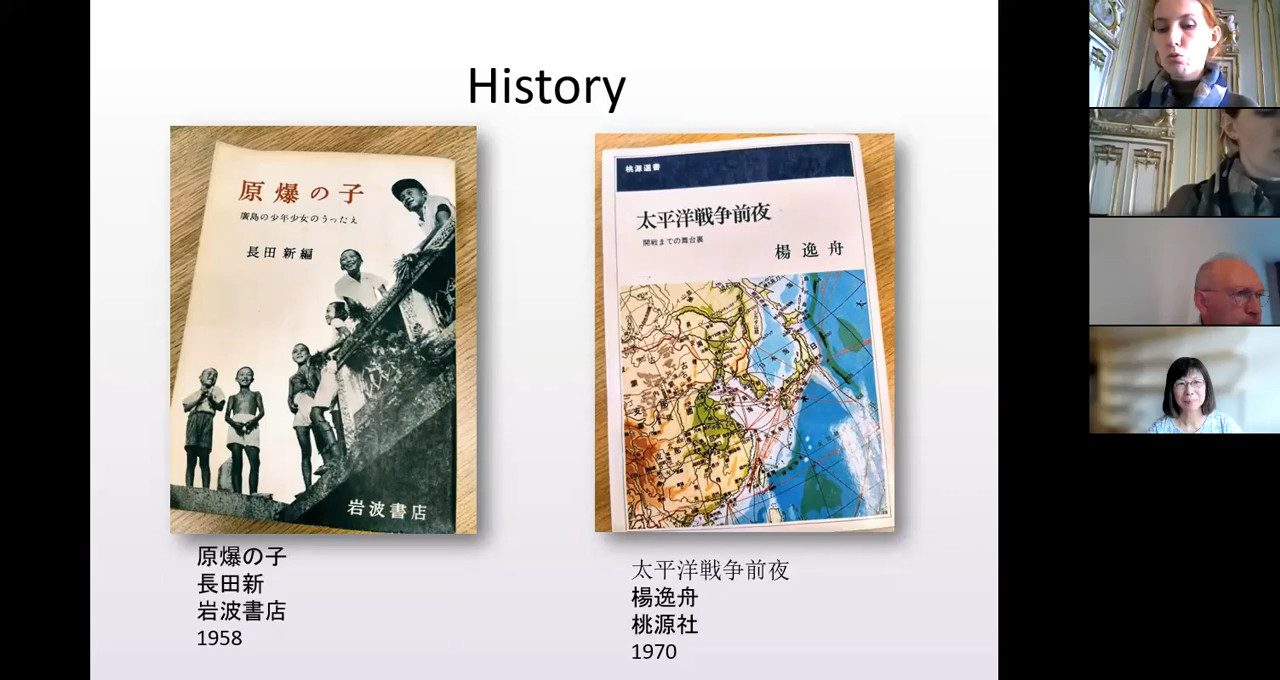 History
原爆の子
廣島の少年少女のうったえ
長田新編
岩波書店
桃源選書
太平洋戦争前夜
開戦までの舞台裏
楊逸舟
原爆の子
長田新
岩波書店
1958
太平洋戦争前夜
楊逸舟
桃源社
1970